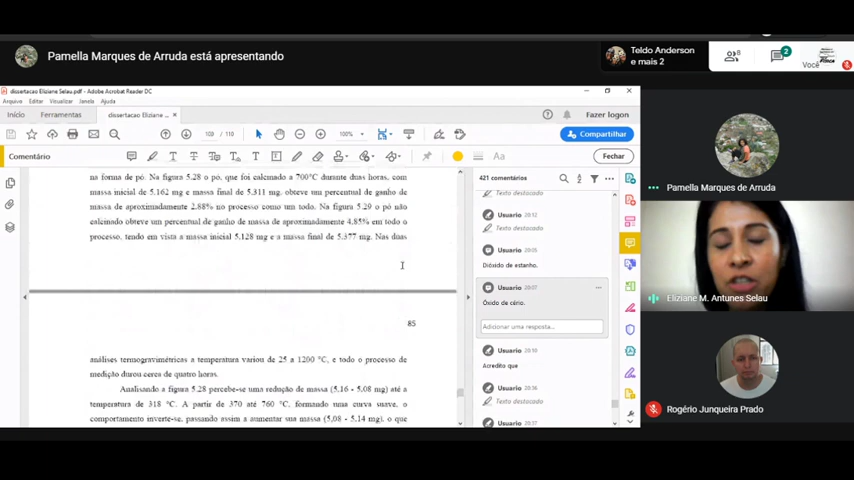 Pamella Marques de Arruda está apresentando
Teldo Anderson
e mais 2
8
2
Você
dissertacao Eliziane Selau.pdf - Adobe Acrobat Reader DC
Arquivo Editar Visualizar Janela Ajuda
Início Ferramentas dissertacao Eliziane ...
Fazer logon
/ 110
100%
Compartilhar
Comentário
Fechar
na forma de pó. Na figura 5.28 o pó, que foi calcinado a 700°C durante duas horas, com
massa inicial de 5.162 mg e massa final de 5.311 mg, obteve um percentual de ganho de
massa de aproximadamente 2,88% no processo como um todo. Na figura 5.29 o pó não
calcinado obteve um percentual de ganho de massa de aproximadamente 4,85% em todo o
processo, tendo em vista a massa inicial 5.128 mg e a massa final de 5.377 mg. Nas duas
85
análises termogravimétricas a temperatura variou de 25 a 1200 °C, e todo o processo de
medição durou cerca de quatro horas.
Analisando a figura 5.28 percebe-se uma redução de massa (5,16 - 5,08 mg) até a
temperatura de 318 °C. A partir de 370 até 760 °C, formando uma curva suave, o
comportamento inverte-se, passando assim a aumentar sua massa (5,08 - 5,14 mg), o que
421 comentários
Texto destacado
Usuario 20:12
Texto destacado
Usuario 20:05
Dióxido de estanho.
Usuario 20:07
Óxido de cério.
Adicionar uma resposta...
Usuario 20:10
Acredito que
Usuario 20:36
Texto destacado
Usuario 20:37
Pamella Marques de Arruda
Eliziane M. Antunes Selau
Rogério Junqueira Prado